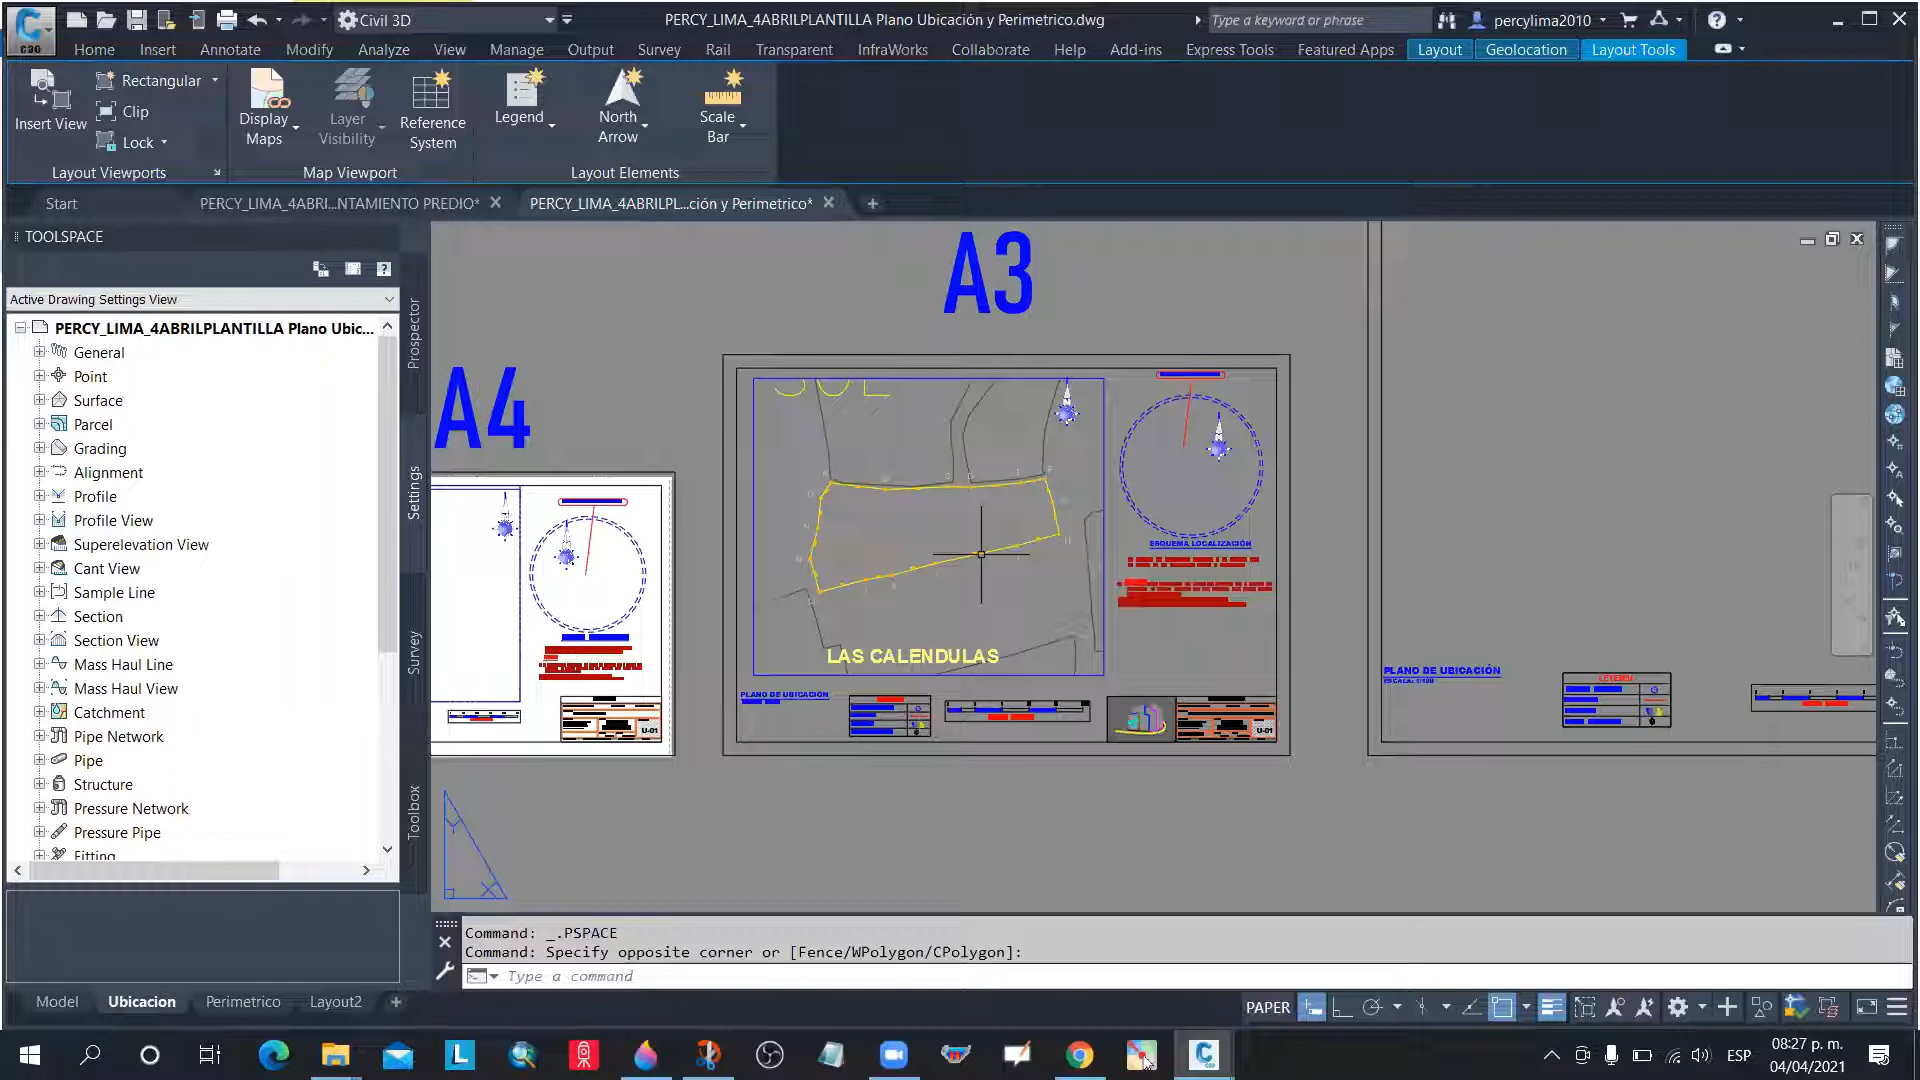 C3D
Civil 3D
PERCY_LIMA_4ABRILPLANTILLA Plano Ubicación y Perimetrico.dwg
Type a keyword or phrase
percylima2010
Home Insert Annotate Modify Analyze View Manage Output Survey Rail Transparent InfraWorks Collaborate Help Add-ins Express Tools Featured Apps Layout Geolocation Layout Tools
Insert View
Rectangular
Clip
Lock
Display Maps
Layer Visibility
Reference System
Legend
North Arrow
Scale Bar
Layout Viewports
Map Viewport
Layout Elements
Start
PERCY_LIMA_4ABRI...NTAMIENTO PREDIO*
PERCY_LIMA_4ABRILPL...ción y Perimetrico*
TOOLSPACE
Active Drawing Settings View
PERCY_LIMA_4ABRILPLANTILLA Plano Ubic...
General
Point
Surface
Parcel
Grading
Alignment
Profile
Profile View
Superelevation View
Cant View
Sample Line
Section
Section View
Mass Haul Line
Mass Haul View
Catchment
Pipe Network
Pipe
Structure
Pressure Network
Pressure Pipe
Fitting
Prospector
Settings
Survey
Toolbox
A3
A4
LAS CALENDULAS
ESQUEMA LOCALIZACIÓN
PLANO DE UBICACIÓN
U-01
U-01
PLANO DE UBICACIÓN
LEYENDA
Y
X
Command: _.PSPACE
Command: Specify opposite corner or [Fence/WPolygon/CPolygon]:
Type a command
Model Ubicacion Perimetrico Layout2
PAPER
ESP
08:27 p. m.
04/04/2021